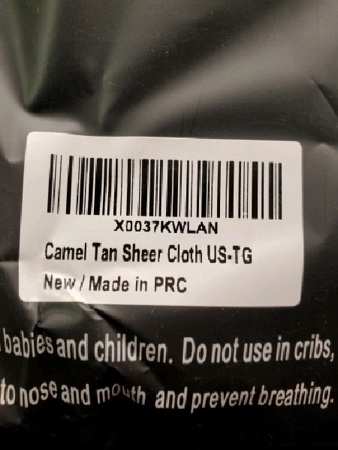 X0037KWLAN
Camel Tan Sheer Cloth US-TG
New / Made in PRC
babies and children. Do not use in cribs,
to nose and mouth and prevent breathing.